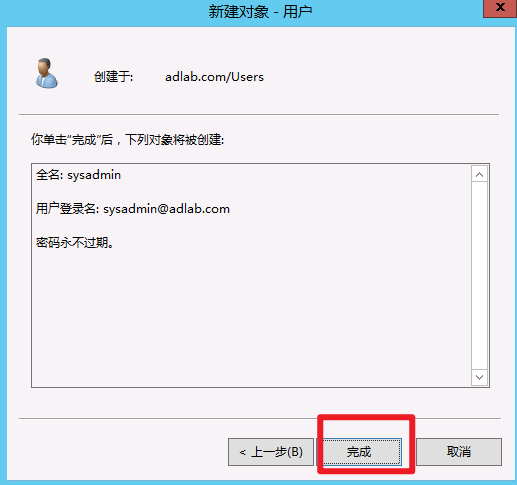 新建对象 - 用户
x
创建于: adlab.com/Users
你单击"完成"后，下列对象将被创建:
全名: sysadmin
用户登录名: sysadmin@adlab.com
密码永不过期。
< 上一步(B) 完成 取消